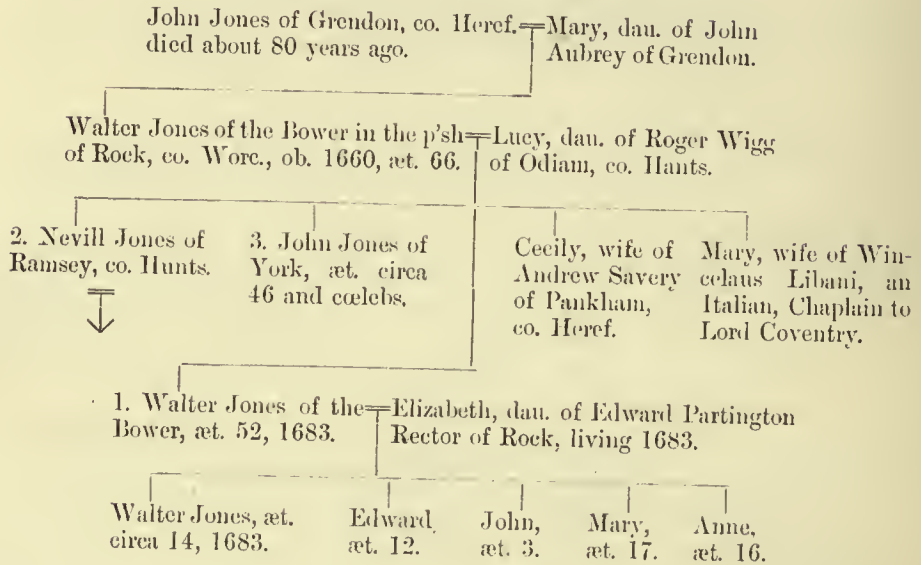 John Jones of Grendon, co. Heref.
died about 80 years ago.
Mary, dau. of John
Aubrey of Grendon.
Walter Jones of the Bower in the p'sh
of Rock, co. Worc., ob. 1660, æt. 66.
Lucy, dau. of Roger Wigg
of Odiam, co. Hants.
2. Nevill Jones of
Ramsey, co. Hunts.
3. John Jones of
York, æt. circa
46 and cœlebs.
Cecily, wife of
Andrew Savery
of Pankham,
co. Heref.
Mary, wife of Win-
celaus Libani, an
Italian, Chaplain to
Lord Coventry.
1. Walter Jones of the
Bower, æt. 52, 1683.
Elizabeth, dau. of Edward Partington
Rector of Rock, living 1683.
Walter Jones, æt.
circa 14, 1683.
Edward,
æt. 12.
John,
æt. 3.
Mary,
æt. 17.
Anne,
æt. 16.